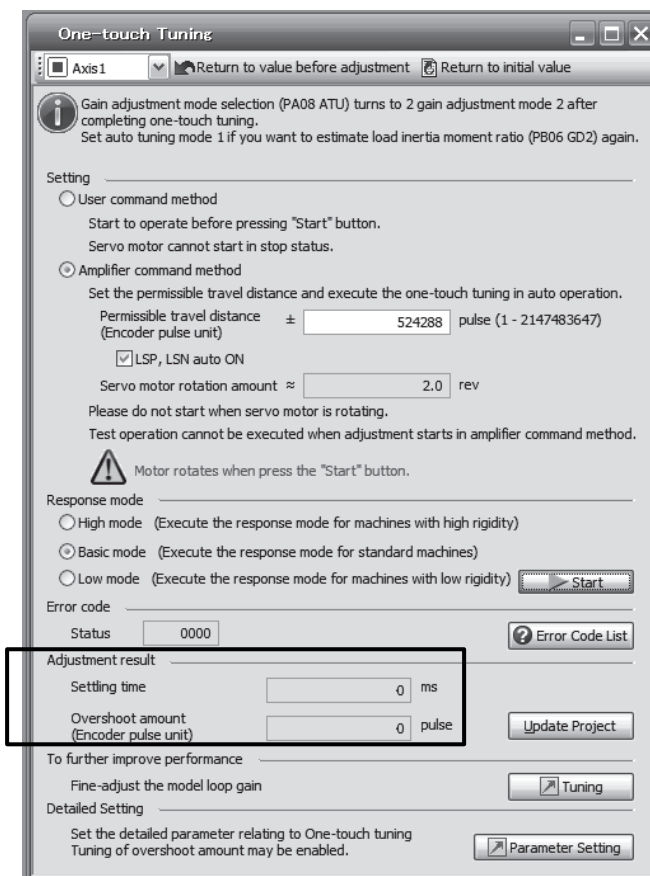 One-touch Tuning
Axis1 Return to value before adjustment Return to initial value
Gain adjustment mode selection (PA08 ATU) turns to 2 gain adjustment mode 2 after
completing one-touch tuning.
Set auto tuning mode 1 if you want to estimate load inertia moment ratio (PB06 GD2) again.
Setting
User command method
Start to operate before pressing "Start" button.
Servo motor cannot start in stop status.
Amplifier command method
Set the permissible travel distance and execute the one-touch tuning in auto operation.
Permissible travel distance
(Encoder pulse unit) ± 524288 pulse (1 - 2147483647)
LSP, LSN auto ON
Servo motor rotation amount ≈ 2.0 rev
Please do not start when servo motor is rotating.
Test operation cannot be executed when adjustment starts in amplifier command method.
Motor rotates when press the "Start" button.
Response mode
High mode (Execute the response mode for machines with high rigidity)
Basic mode (Execute the response mode for standard machines)
Low mode (Execute the response mode for machines with low rigidity) Start
Error code
Status 0000 Error Code List
Adjustment result
Settling time 0 ms
Overshoot amount
(Encoder pulse unit) 0 pulse Update Project
To further improve performance
Fine-adjust the model loop gain Tuning
Detailed Setting
Set the detailed parameter relating to One-touch tuning
Tuning of overshoot amount may be enabled. Parameter Setting